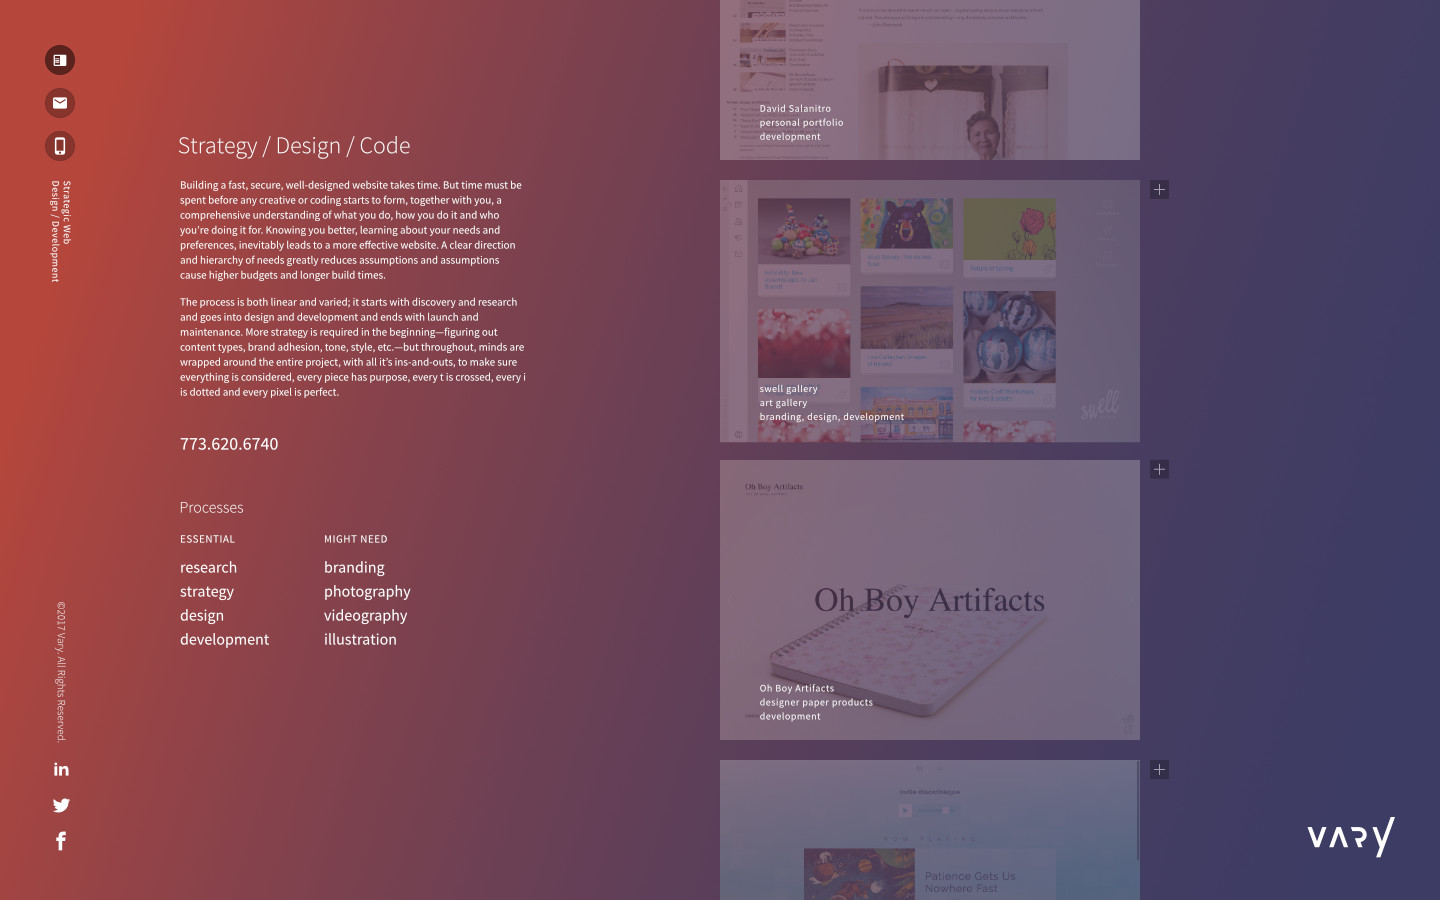 Strategic Web
Design / Development
©2017 Vary. All Rights Reserved.
Strategy / Design / Code
Building a fast, secure, well-designed website takes time. But time must be
spent before any creative or coding starts to form, together with you, a
comprehensive understanding of what you do, how you do it and who
you're doing it for. Knowing you better, learning about your needs and
preferences, inevitably leads to a more effective website. A clear direction
and hierarchy of needs greatly reduces assumptions and assumptions
cause higher budgets and longer build times.
The process is both linear and varied; it starts with discovery and research
and goes into design and development and ends with launch and
maintenance. More strategy is required in the beginning—figuring out
content types, brand adhesion, tone, style, etc.—but throughout, minds are
wrapped around the entire project, with all it's ins-and-outs, to make sure
everything is considered, every piece has purpose, every t is crossed, every i
is dotted and every pixel is perfect.
773.620.6740
Processes
ESSENTIAL
research
strategy
design
development
MIGHT NEED
branding
photography
videography
illustration
David Salanitro
personal portfolio
development
swell
swell gallery
art gallery
branding, design, development
Oh Boy Artifacts
Oh Boy Artifacts
Oh Boy Artifacts
designer paper products
development
Patience Gets Us
Nowhere Fast
VARY